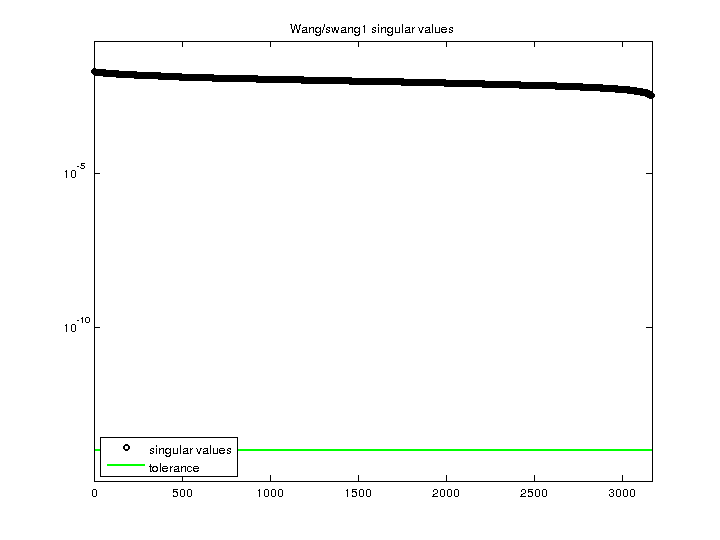 Wang/swang1 singular values
10^-5
10^-10
singular values
tolerance
0 500 1000 1500 2000 2500 3000